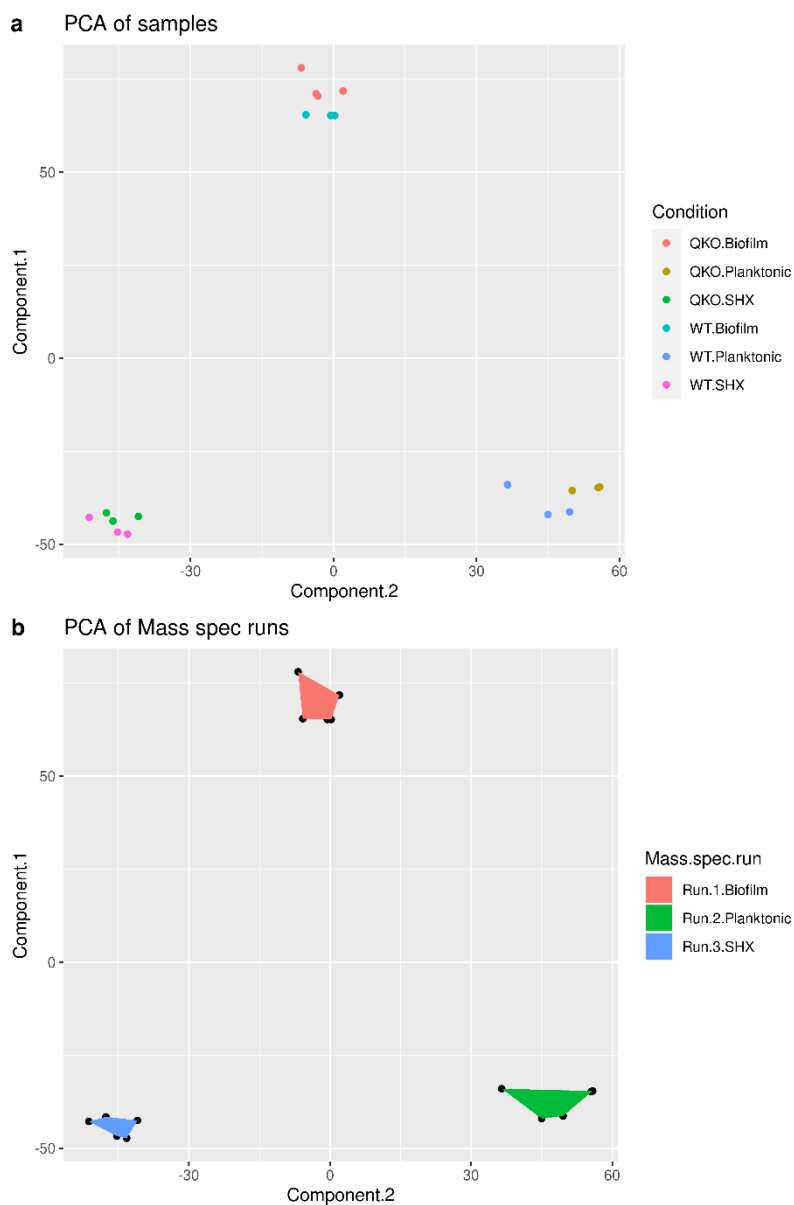 a PCA of samples
50
0
-50
-30 0 30 60
Component.2
Component.1
Condition
QKO.Biofilm
QKO.Planktonic
QKO.SHX
WT.Biofilm
WT.Planktonic
WT.SHX
b PCA of Mass spec runs
50
0
-50
-30 0 30 60
Component.2
Component.1
Mass.spec.run
Run.1.Biofilm
Run.2.Planktonic
Run.3.SHX